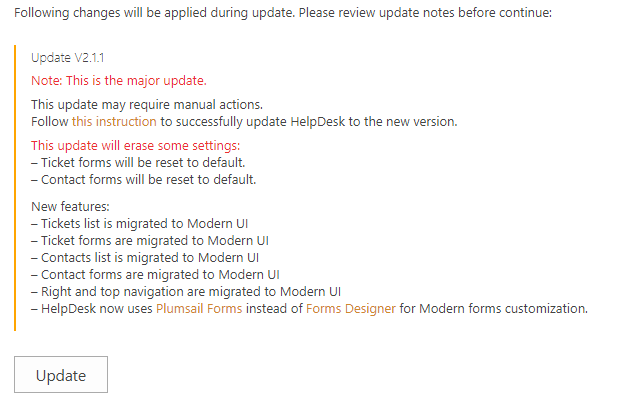 Following changes will be applied during update. Please review update notes before continue:
Update V2.1.1
Note: This is the major update.
This update may require manual actions.
Follow this instruction to successfully update HelpDesk to the new version.
This update will erase some settings:
– Ticket forms will be reset to default.
– Contact forms will be reset to default.
New features:
– Tickets list is migrated to Modern UI
– Ticket forms are migrated to Modern UI
– Contacts list is migrated to Modern UI
– Contact forms are migrated to Modern UI
– Right and top navigation are migrated to Modern UI
– HelpDesk now uses Plumsail Forms instead of Forms Designer for Modern forms customization.
Update